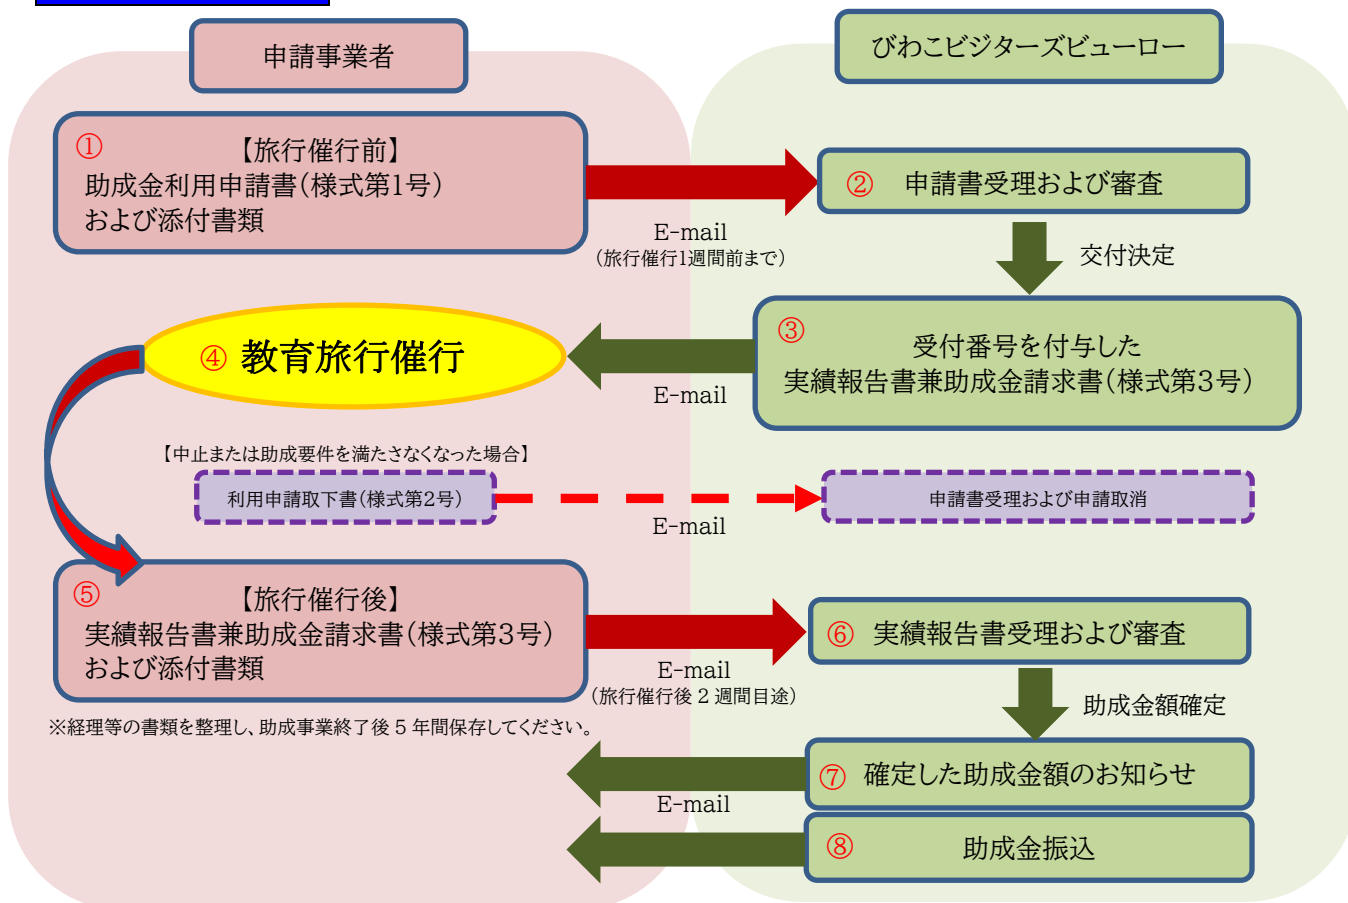 申請事業者
びわこビジターズビューロー
①
【旅行催行前】
助成金利用申請書(様式第1号)
および添付書類
E-mail
(旅行催行1週間前まで)
② 申請書受理および審査
交付決定
③
受付番号を付与した
実績報告書兼助成金請求書(様式第3号)
E-mail
④ 教育旅行催行
【中止または助成要件を満たさなくなった場合】
利用申請取下書(様式第2号)
E-mail
申請書受理および申請取消
⑤
【旅行催行後】
実績報告書兼助成金請求書(様式第3号)
および添付書類
E-mail
(旅行催行後 2 週間目途)
⑥ 実績報告書受理および審査
※経理等の書類を整理し、助成事業終了後 5 年間保存してください。
助成金額確定
⑦ 確定した助成金額のお知らせ
E-mail
⑧ 助成金振込